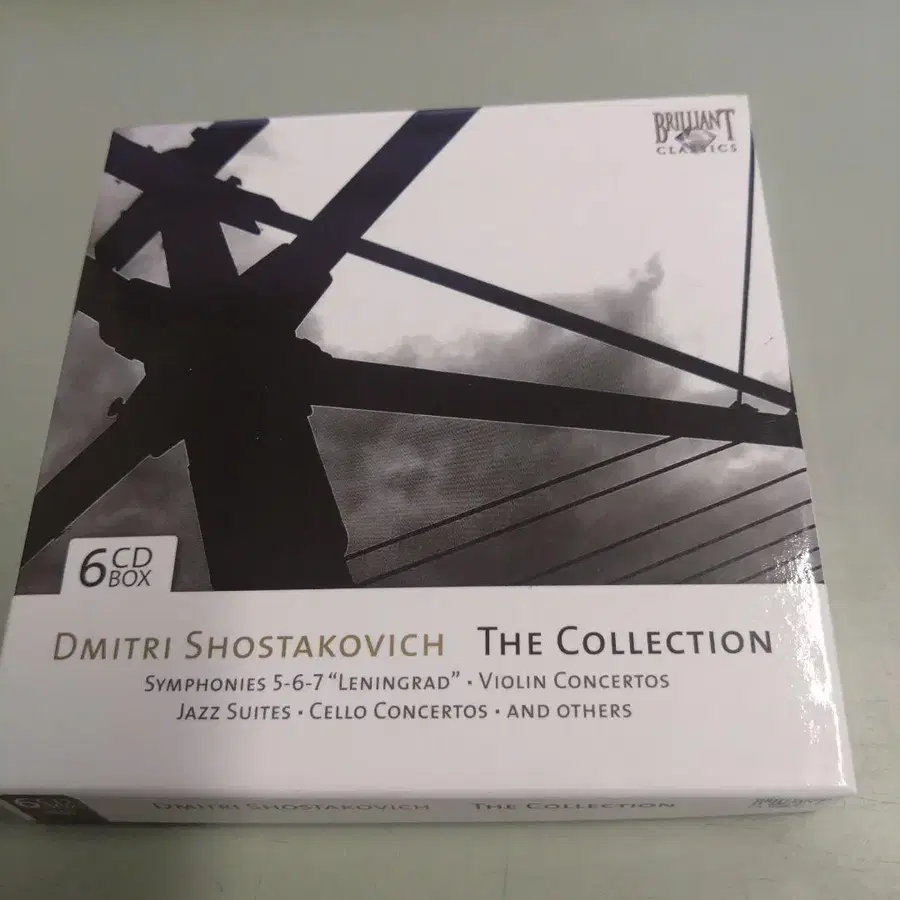 BRILLIANT
CLASSICS
6 CD
BOX
DMITRI SHOSTAKOVICH THE COLLECTION
SYMPHONIES 5-6-7 “LENINGRAD” · VIOLIN CONCERTOS
JAZZ SUITES · CELLO CONCERTOS · AND OTHERS
DMITRI SHOSTAKOVICH THE COLLECTION